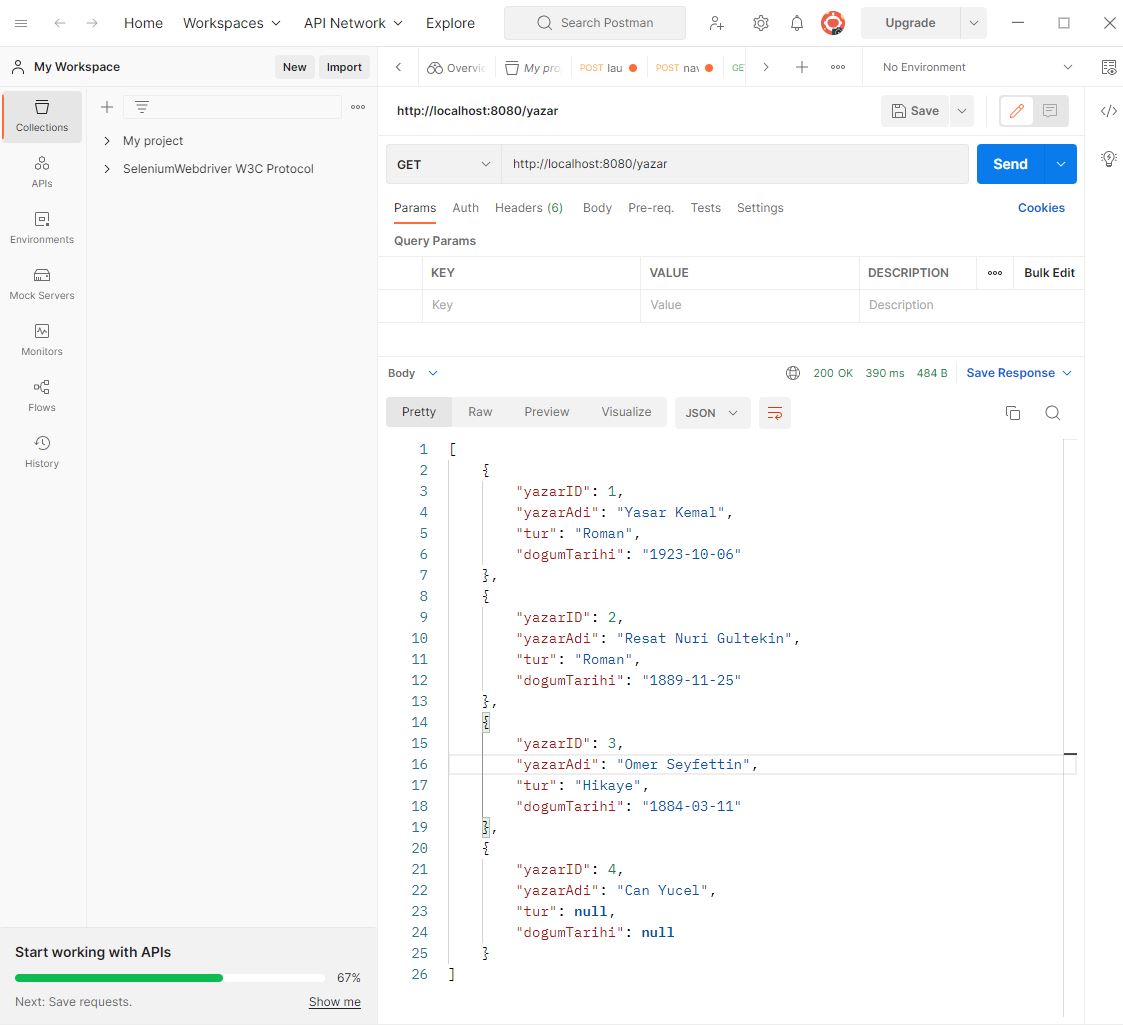 Home Workspaces API Network Explore Search Postman Upgrade
My Workspace New Import Overvi My pro POST lau POST nav GE No Environment
Collections
APIs
Environments
Mock Servers
Monitors
Flows
History
My project
SeleniumWebdriver W3C Protocol
http://localhost:8080/yazar Save
GET http://localhost:8080/yazar Send
Params Auth Headers (6) Body Pre-req. Tests Settings Cookies
Query Params
KEY VALUE DESCRIPTION Bulk Edit
Key Value Description
Body 200 OK 390 ms 484 B Save Response
Pretty Raw Preview Visualize JSON
1 [
2 {
3 "yazarID": 1,
4 "yazarAdi": "Yasar Kemal",
5 "tur": "Roman",
6 "dogumTarihi": "1923-10-06"
7 },
8 {
9 "yazarID": 2,
10 "yazarAdi": "Resat Nuri Gultekin",
11 "tur": "Roman",
12 "dogumTarihi": "1889-11-25"
13 },
14 {
15 "yazarID": 3,
16 "yazarAdi": "Omer Seyfettin",
17 "tur": "Hikaye",
18 "dogumTarihi": "1884-03-11"
19 },
20 {
21 "yazarID": 4,
22 "yazarAdi": "Can Yucel",
23 "tur": null,
24 "dogumTarihi": null
25 }
26 ]
Start working with APIs
67%
Next: Save requests. Show me